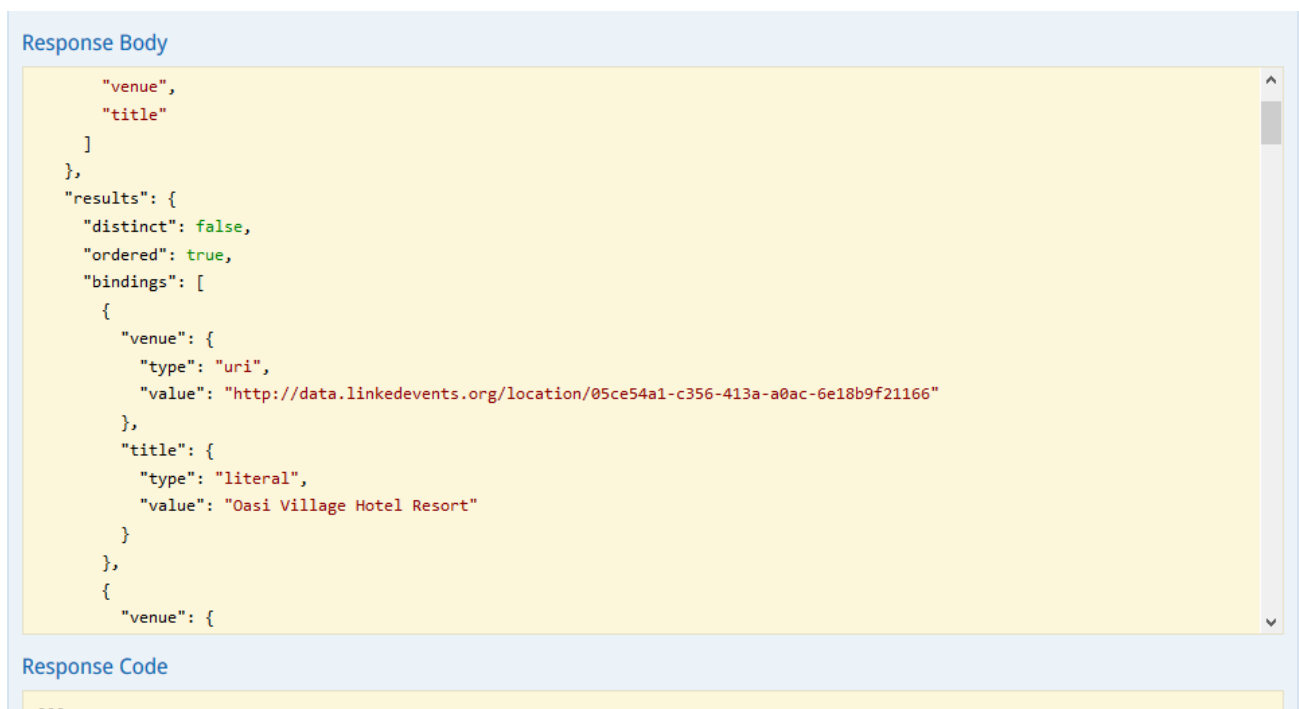 Response Body
"venue",
"title"
]
},
"results": {
"distinct": false,
"ordered": true,
"bindings": [
{
"venue": {
"type": "uri",
"value": "http://data.linkedevents.org/location/05ce54a1-c356-413a-a0ac-6e18b9f21166"
},
"title": {
"type": "literal",
"value": "Oasi Village Hotel Resort"
}
},
{
"venue": {
Response Code